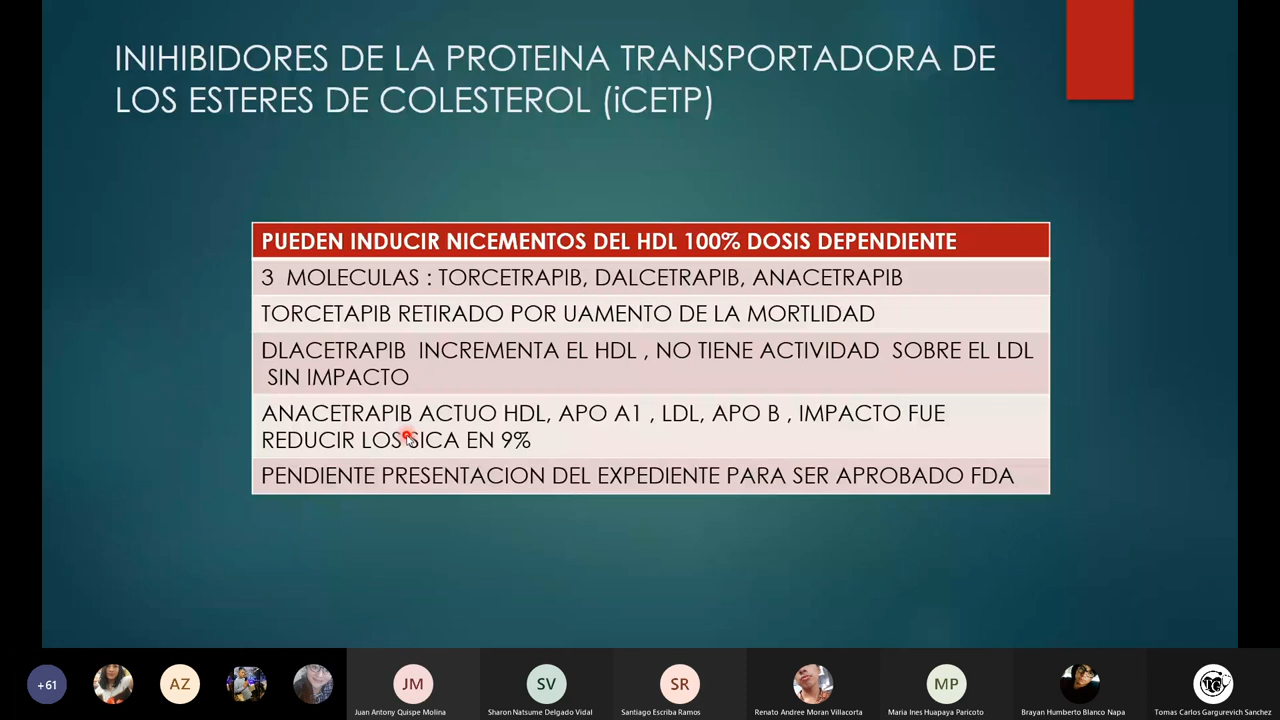 INIHIBIDORES DE LA PROTEINA TRANSPORTADORA DE
LOS ESTERES DE COLESTEROL (iCETP)
PUEDEN INDUCIR NICEMENTOS DEL HDL 100% DOSIS DEPENDIENTE
3 MOLECULAS : TORCETRAPIB, DALCETRAPIB, ANACETRAPIB
TORCETAPIB RETIRADO POR UAMENTO DE LA MORTLIDAD
DLACETRAPIB INCREMENTA EL HDL , NO TIENE ACTIVIDAD SOBRE EL LDL
SIN IMPACTO
ANACETRAPIB ACTUO HDL, APO A1 , LDL, APO B , IMPACTO FUE
REDUCIR LOS SICA EN 9%
PENDIENTE PRESENTACION DEL EXPEDIENTE PARA SER APROBADO FDA
+61
AZ
JM
SV
SR
MP
Juan Antony Quispe Molina
Sharon Natsume Delgado Vidal
Santiago Escriba Ramos
Renato Andree Moran Villacorta
Maria Ines Huapaya Paricoto
Brayan Humberto Blanco Napa
Tomas Carlos Gargurevich Sanchez